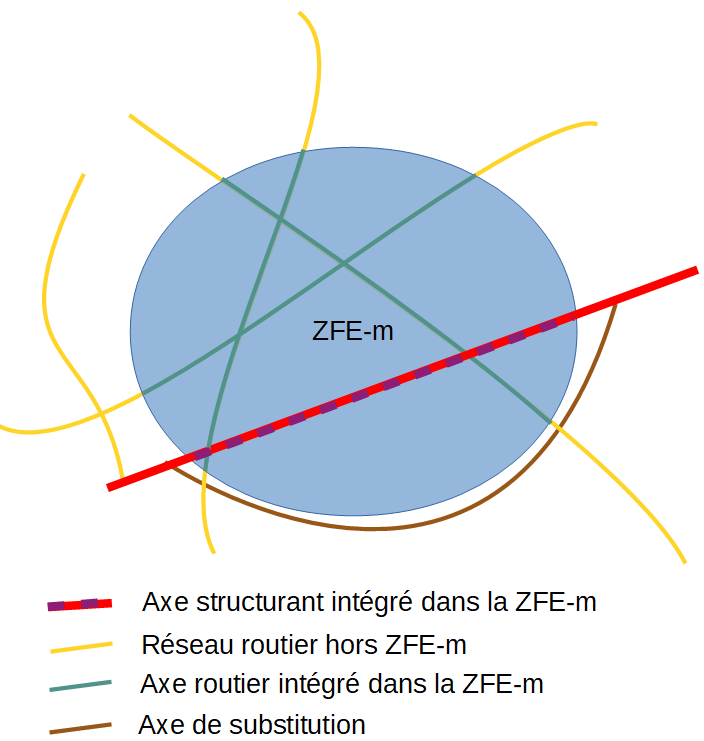 ZFE-m
Axe structurant intégré dans la ZFE-m
Réseau routier hors ZFE-m
Axe routier intégré dans la ZFE-m
Axe de substitution